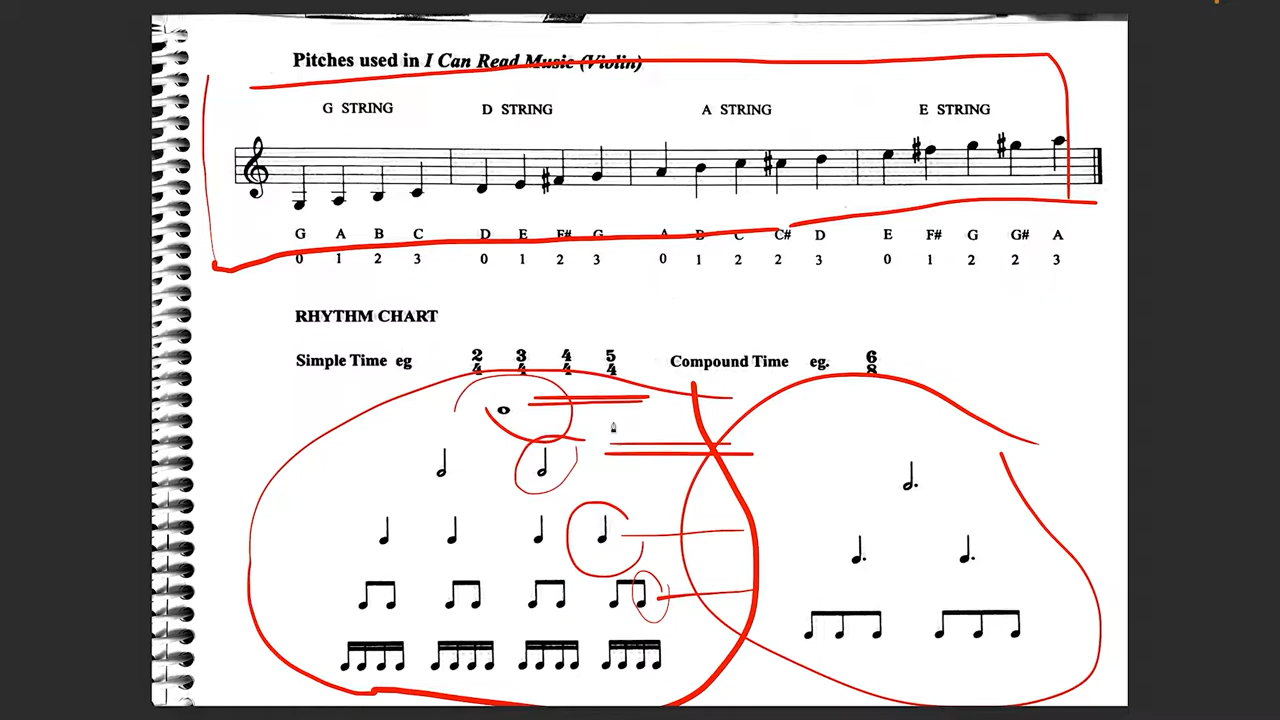 Pitches used in I Can Read Music (Violin)
G STRING D STRING A STRING E STRING
G A B C D E F# G A B C C# D E F# G G# A
0 1 2 3 0 1 2 3 0 1 2 2 3 0 1 2 2 3
RHYTHM CHART
Simple Time eg 2/4 3/4 4/4 5/4 Compound Time eg. 6/8